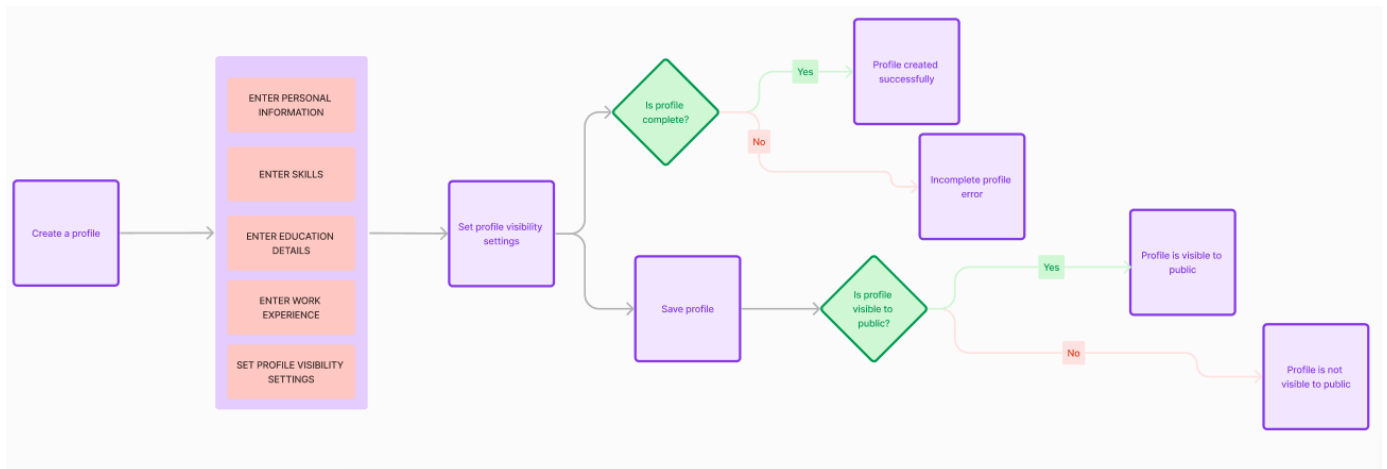 Create a profile
ENTER PERSONAL
INFORMATION
ENTER SKILLS
ENTER EDUCATION
DETAILS
ENTER WORK
EXPERIENCE
SET PROFILE VISIBILITY
SETTINGS
Set profile visibility
settings
Is profile
complete?
Yes
Profile created
successfully
No
Incomplete profile
error
Save profile
Is profile
visible to
public?
Yes
Profile is visible to
public
No
Profile is not
visible to public